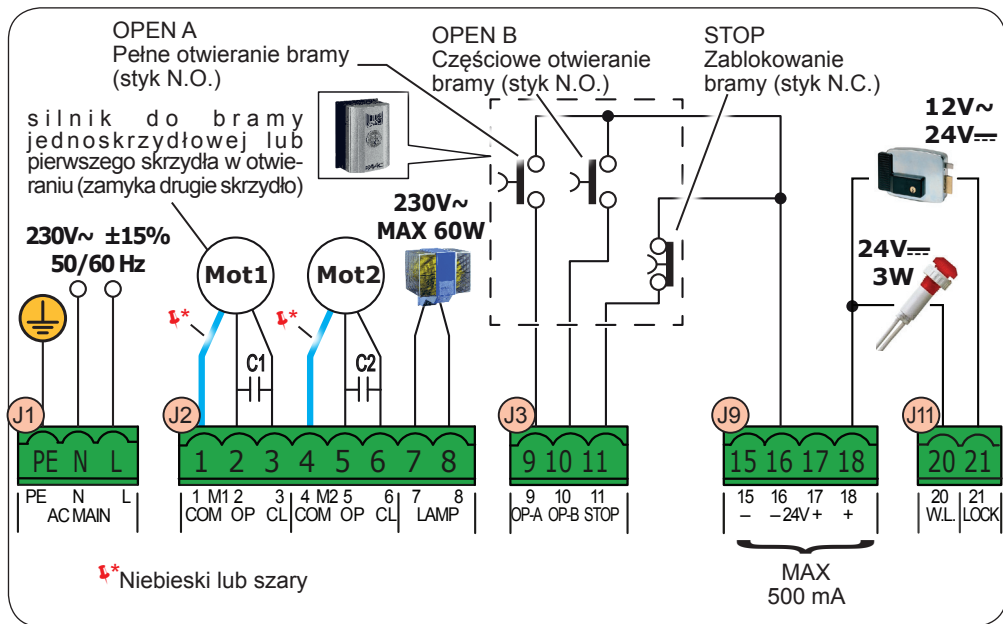 OPEN A
Pełne otwieranie bramy
(styk N.O.)
OPEN B
Częściowe otwieranie
bramy (styk N.O.)
STOP
Zablokowanie
bramy (styk N.C.)
silnik do bramy
jednoskrzydłowej lub
pierwszego skrzydła w otwie-
raniu (zamyka drugie skrzydło)
FAAC
12V~
24V⎓
230V~ ±15%
50/60 Hz
Mot1
Mot2
230V~
MAX 60W
24V⎓
3W
*
*
C1
C2
J1
J2
J3
J9
J11
PE N L
1 2 3 4 5 6 7 8
9 10 11
15 16 17 18
20 21
PE N L
AC MAIN
1 M1 2 3 4 M2 5 6 7 8
COM OP CL COM OP CL LAMP
9 10 11
OP-A OP-B STOP
15 16 17 18
– –24V+ +
20 21
W.L. LOCK
*Niebieski lub szary
MAX
500 mA